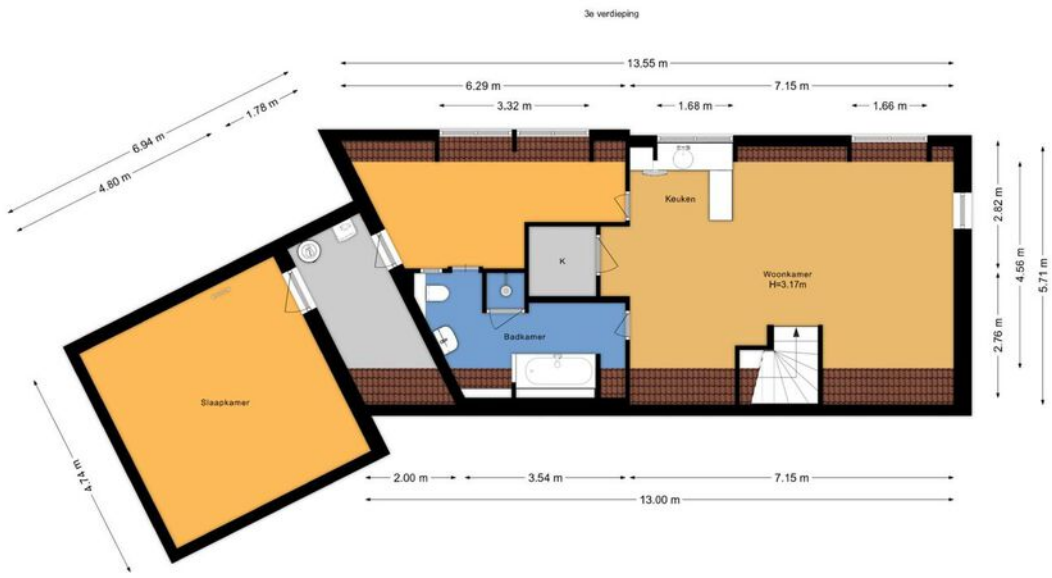 3e verdieping
13.55 m
6.29 m
7.15 m
3.32 m
1.68 m
1.66 m
6.94 m
1.78 m
4.80 m
Keuken
K
Woonkamer
H=3.17m
2.82 m
4.56 m
5.71 m
2.76 m
Badkamer
Slaapkamer
4.74 m
2.00 m
3.54 m
7.15 m
13.00 m